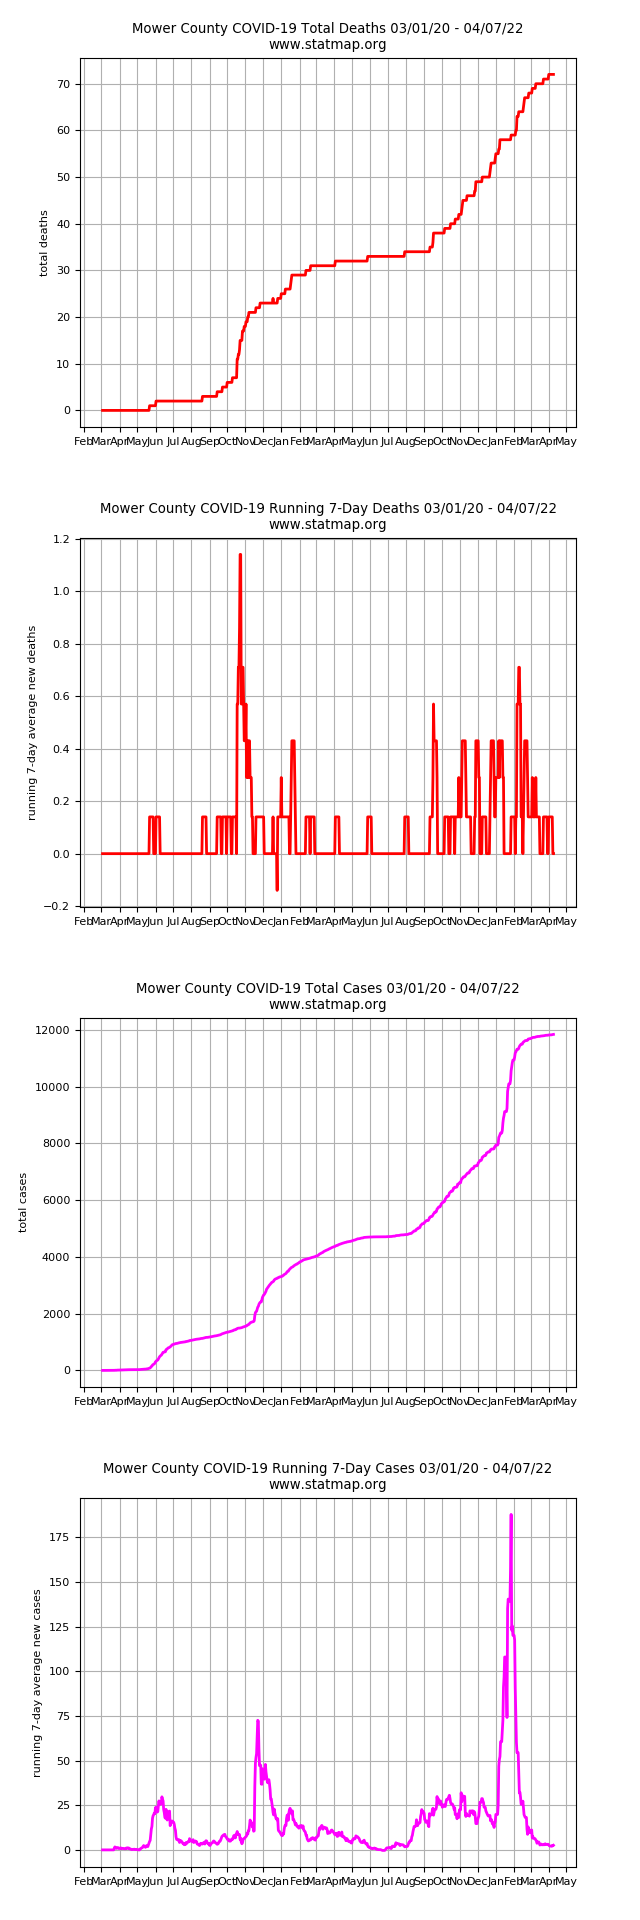 Mower County COVID-19 Total Deaths 03/01/20 - 04/07/22
www.statmap.org
70
60
50
40
30
20
10
0
total deaths
Feb Mar Apr May Jun Jul Aug Sep Oct Nov Dec Jan Feb Mar Apr May Jun Jul Aug Sep Oct Nov Dec Jan Feb Mar Apr May
Mower County COVID-19 Running 7-Day Deaths 03/01/20 - 04/07/22
www.statmap.org
1.2
1.0
0.8
0.6
0.4
0.2
0.0
−0.2
running 7-day average new deaths
Feb Mar Apr May Jun Jul Aug Sep Oct Nov Dec Jan Feb Mar Apr May Jun Jul Aug Sep Oct Nov Dec Jan Feb Mar Apr May
Mower County COVID-19 Total Cases 03/01/20 - 04/07/22
www.statmap.org
12000
10000
8000
6000
4000
2000
0
total cases
Feb Mar Apr May Jun Jul Aug Sep Oct Nov Dec Jan Feb Mar Apr May Jun Jul Aug Sep Oct Nov Dec Jan Feb Mar Apr May
Mower County COVID-19 Running 7-Day Cases 03/01/20 - 04/07/22
www.statmap.org
175
150
125
100
75
50
25
0
running 7-day average new cases
Feb Mar Apr May Jun Jul Aug Sep Oct Nov Dec Jan Feb Mar Apr May Jun Jul Aug Sep Oct Nov Dec Jan Feb Mar Apr May